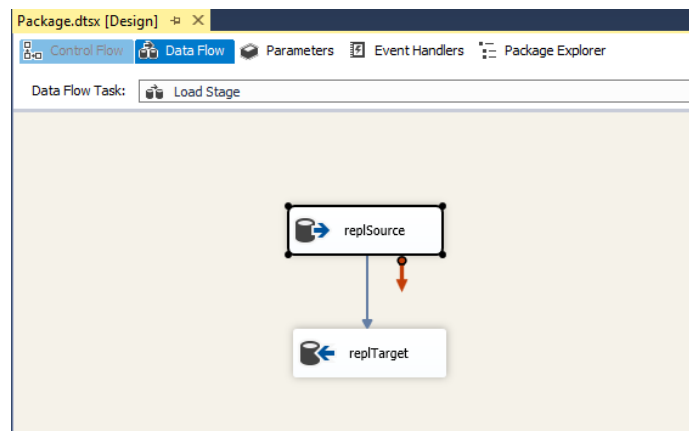 Package.dtsx [Design]
Control Flow Data Flow Parameters Event Handlers Package Explorer
Data Flow Task: Load Stage
replSource
replTarget